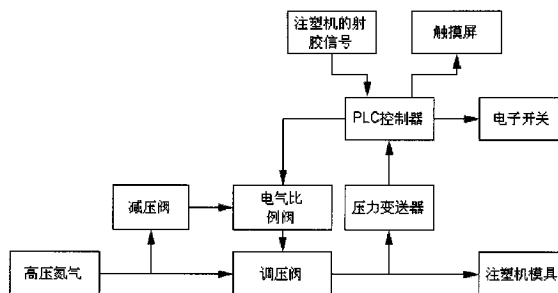 注塑机的射
胶信号
触摸屏
PLC控制器
电子开关
减压阀
电气比
例阀
压力变送器
高压氮气
调压阀
注塑机模具